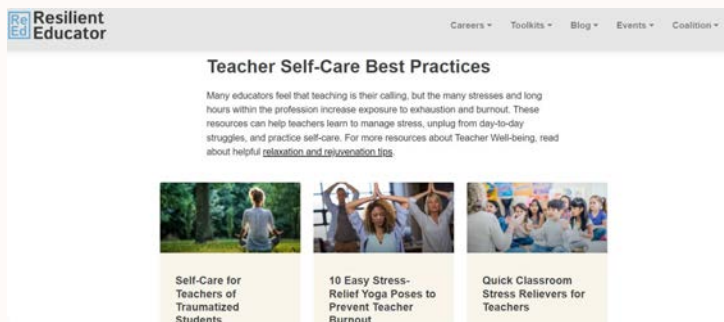 Re Resilient
Ed Educator
Careers Toolkits Blog Events Coalition
Teacher Self-Care Best Practices
Many educators feel that teaching is their calling, but the many stresses and long
hours within the profession increase exposure to exhaustion and burnout. These
resources can help teachers learn to manage stress, unplug from day-to-day
struggles, and practice self-care. For more resources about Teacher Well-being, read
about helpful relaxation and rejuvenation tips.
Self-Care for
Teachers of
Traumatized
Students
10 Easy Stress-
Relief Yoga Poses to
Prevent Teacher
Burnout
Quick Classroom
Stress Relievers for
Teachers